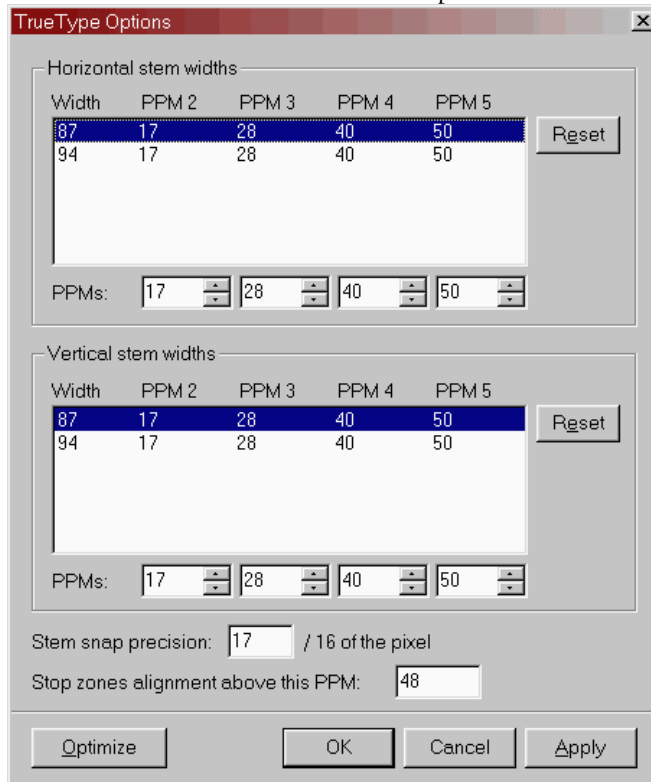 TrueType Options
Horizontal stem widths
Width PPM 2 PPM 3 PPM 4 PPM 5
87 17 28 40 50
Reset
94 17 28 40 50
PPMs: 17 28 40 50
Vertical stem widths
Width PPM 2 PPM 3 PPM 4 PPM 5
87 17 28 40 50
Reset
94 17 28 40 50
PPMs: 17 28 40 50
Stem snap precision: 17 / 16 of the pixel
Stop zones alignment above this PPM: 48
Optimize OK Cancel Apply